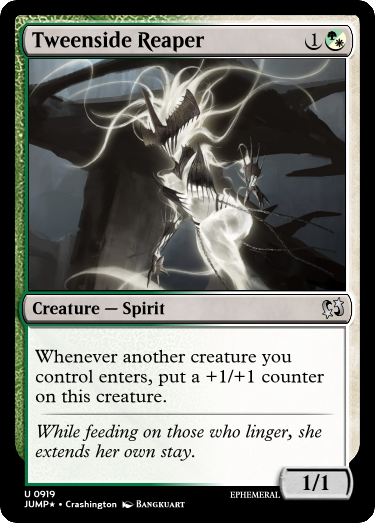 Tweenside Reaper 1
Creature — Spirit
Whenever another creature you
control enters, put a +1/+1 counter
on this creature.
While feeding on those who linger, she
extends her own stay.
1/1
U 0919 EPHEMERAL
JUMP★ • Crashington BANGKUART